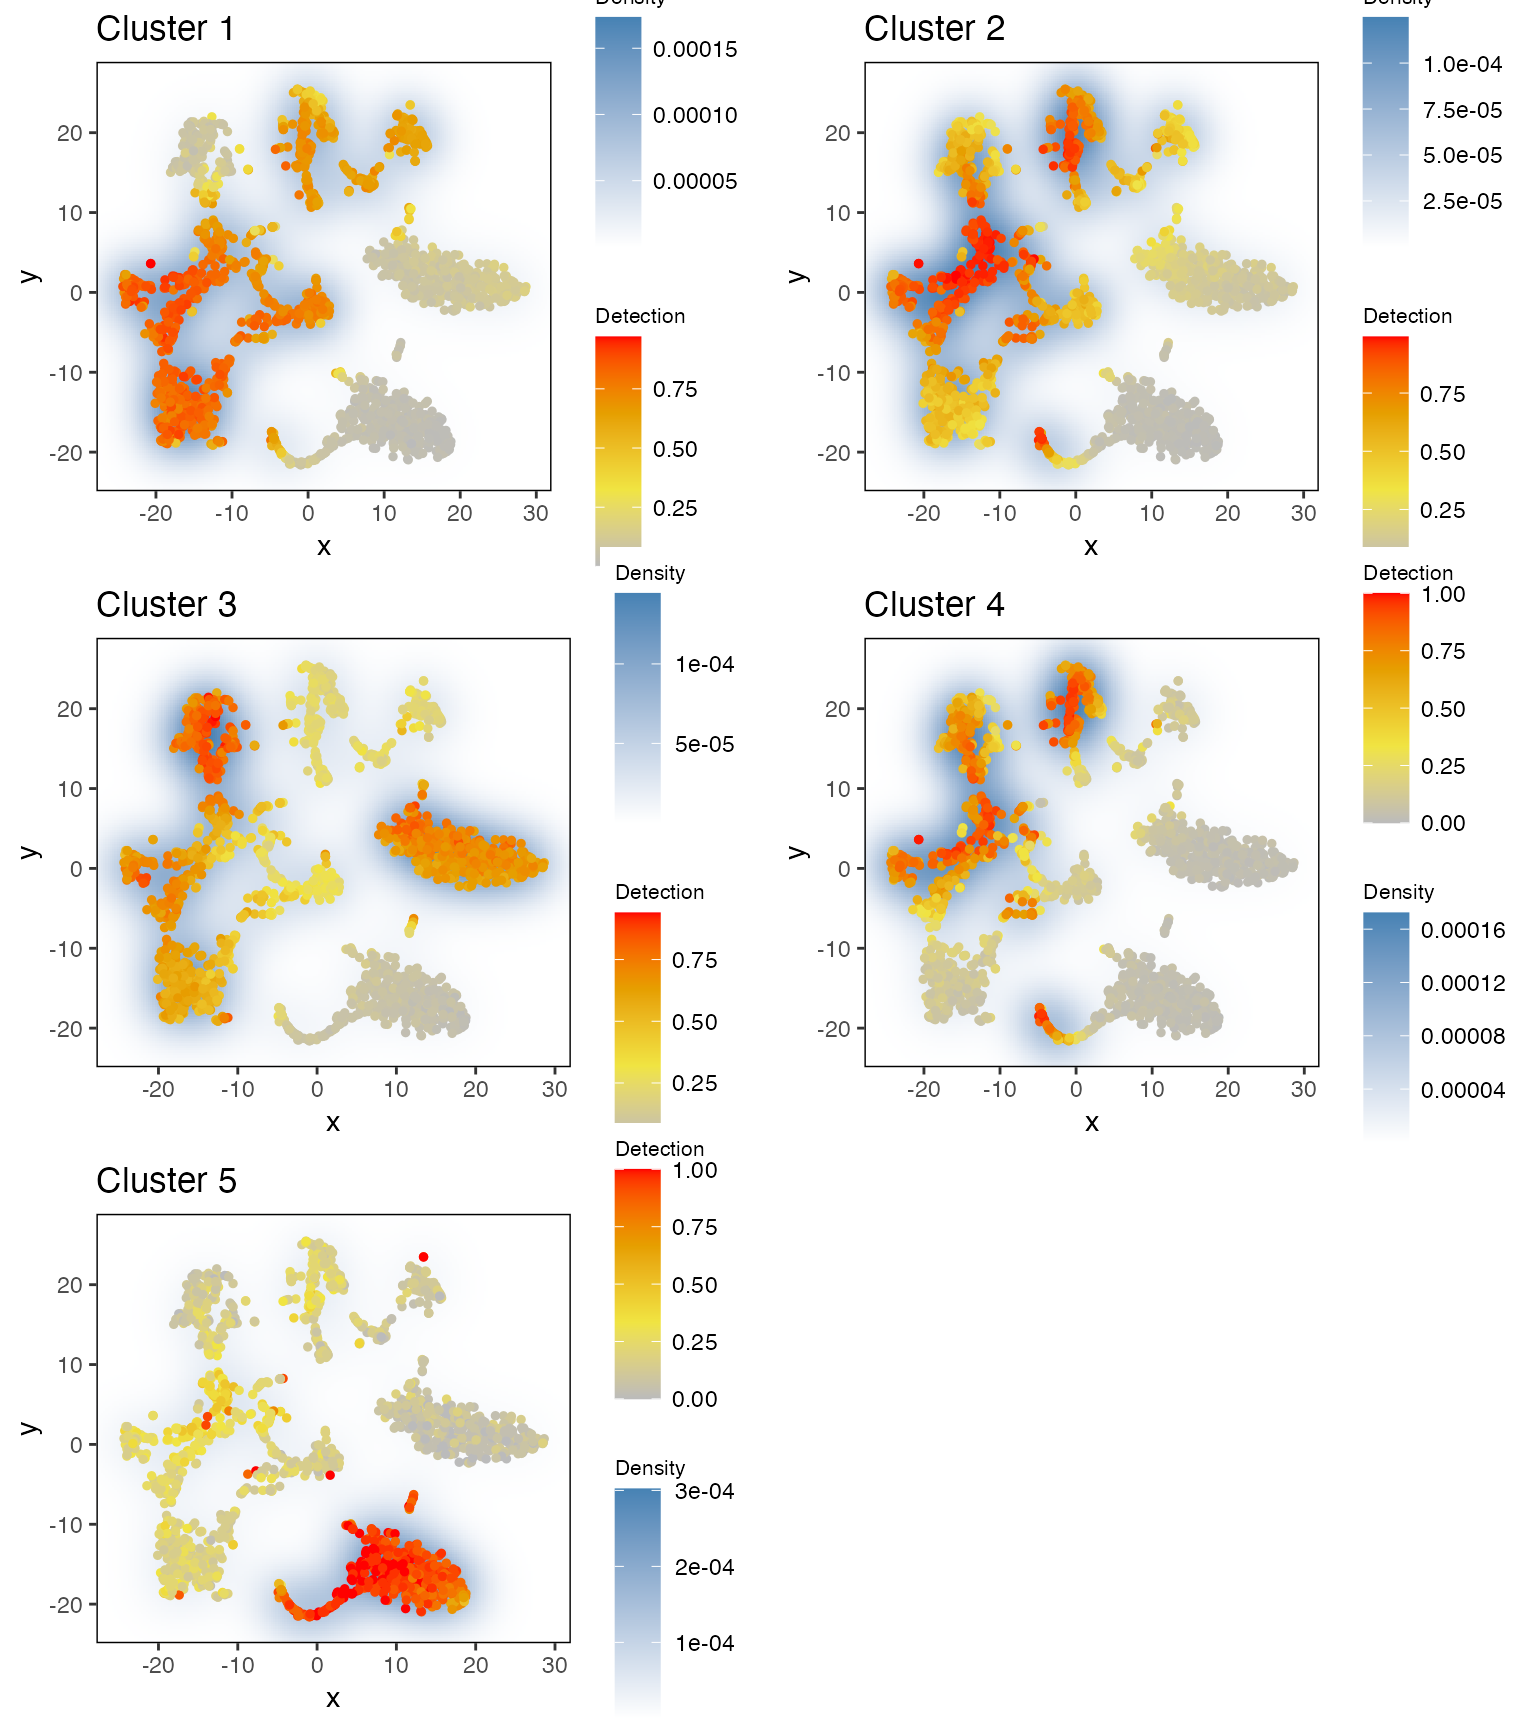 Cluster 1
Density
0.00015
0.00010
0.00005
Detection
0.75
0.50
0.25
20
10
0
-10
-20
-20 -10 0 10 20 30
x
y
Cluster 2
Density
1.0e-04
7.5e-05
5.0e-05
2.5e-05
Detection
0.75
0.50
0.25
20
10
0
-10
-20
-20 -10 0 10 20 30
x
y
Cluster 3
Density
1e-04
5e-05
Detection
0.75
0.50
0.25
20
10
0
-10
-20
-20 -10 0 10 20 30
x
y
Cluster 4
Detection
1.00
0.75
0.50
0.25
0.00
Density
0.00016
0.00012
0.00008
0.00004
20
10
0
-10
-20
-20 -10 0 10 20 30
x
y
Cluster 5
Detection
1.00
0.75
0.50
0.25
0.00
Density
3e-04
2e-04
1e-04
20
10
0
-10
-20
-20 -10 0 10 20 30
x
y